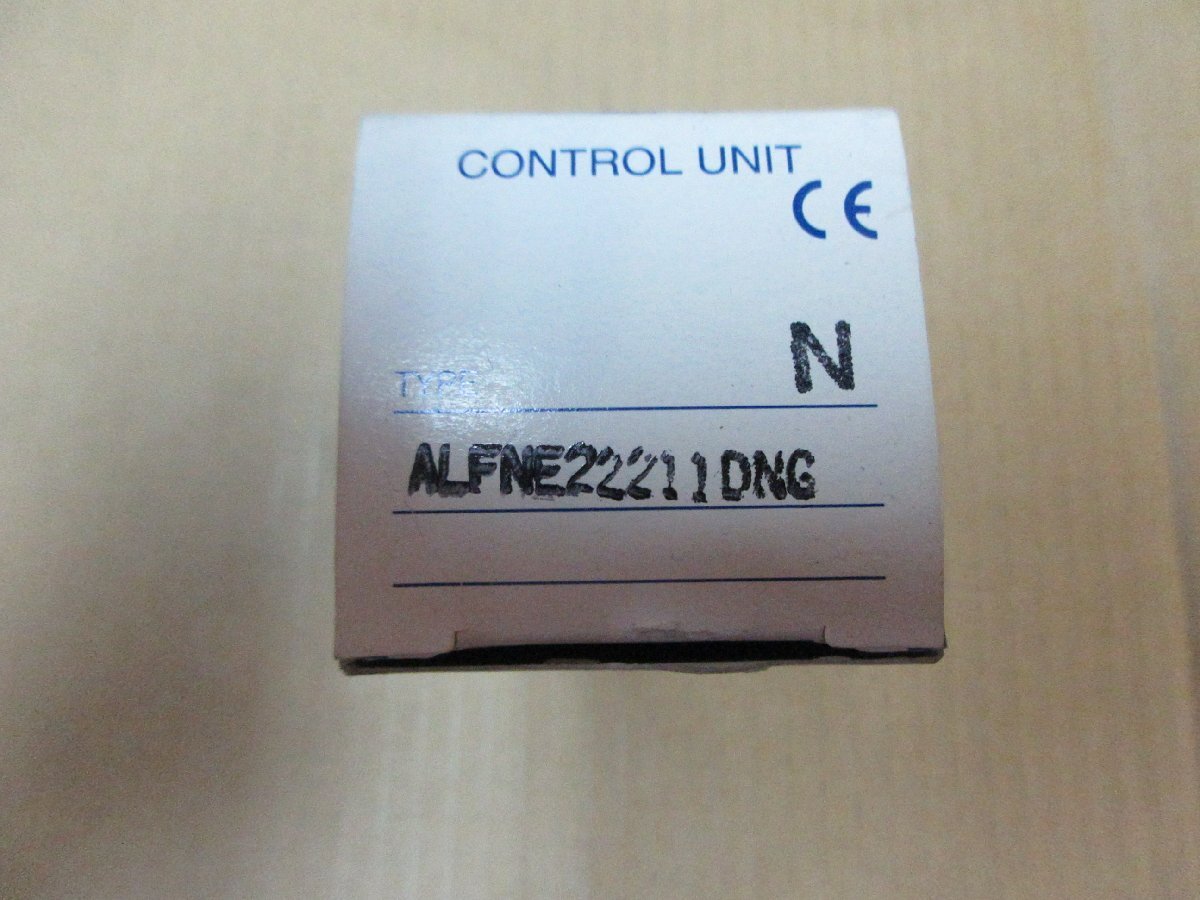 CONTROL UNIT
CE
N
TYPE
ALFNE22211DNG